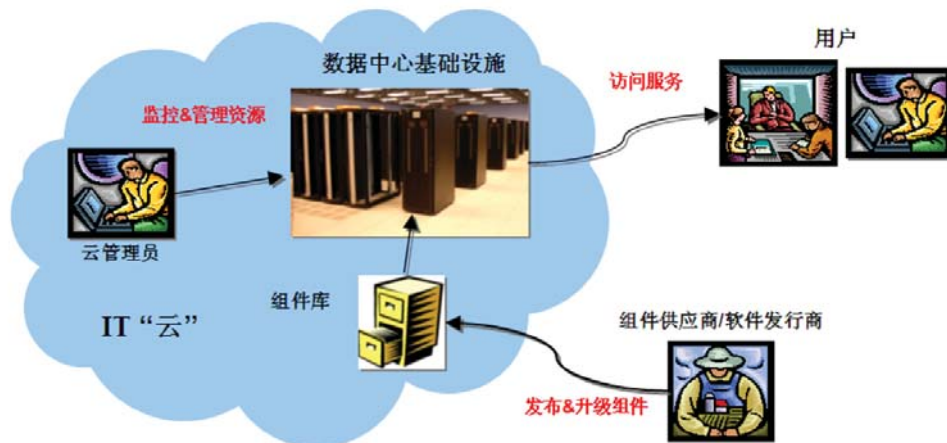 用户
数据中心基础设施
访问服务
监控&管理资源
云管理员
组件库
IT “云”
组件供应商/软件发行商
发布&升级组件